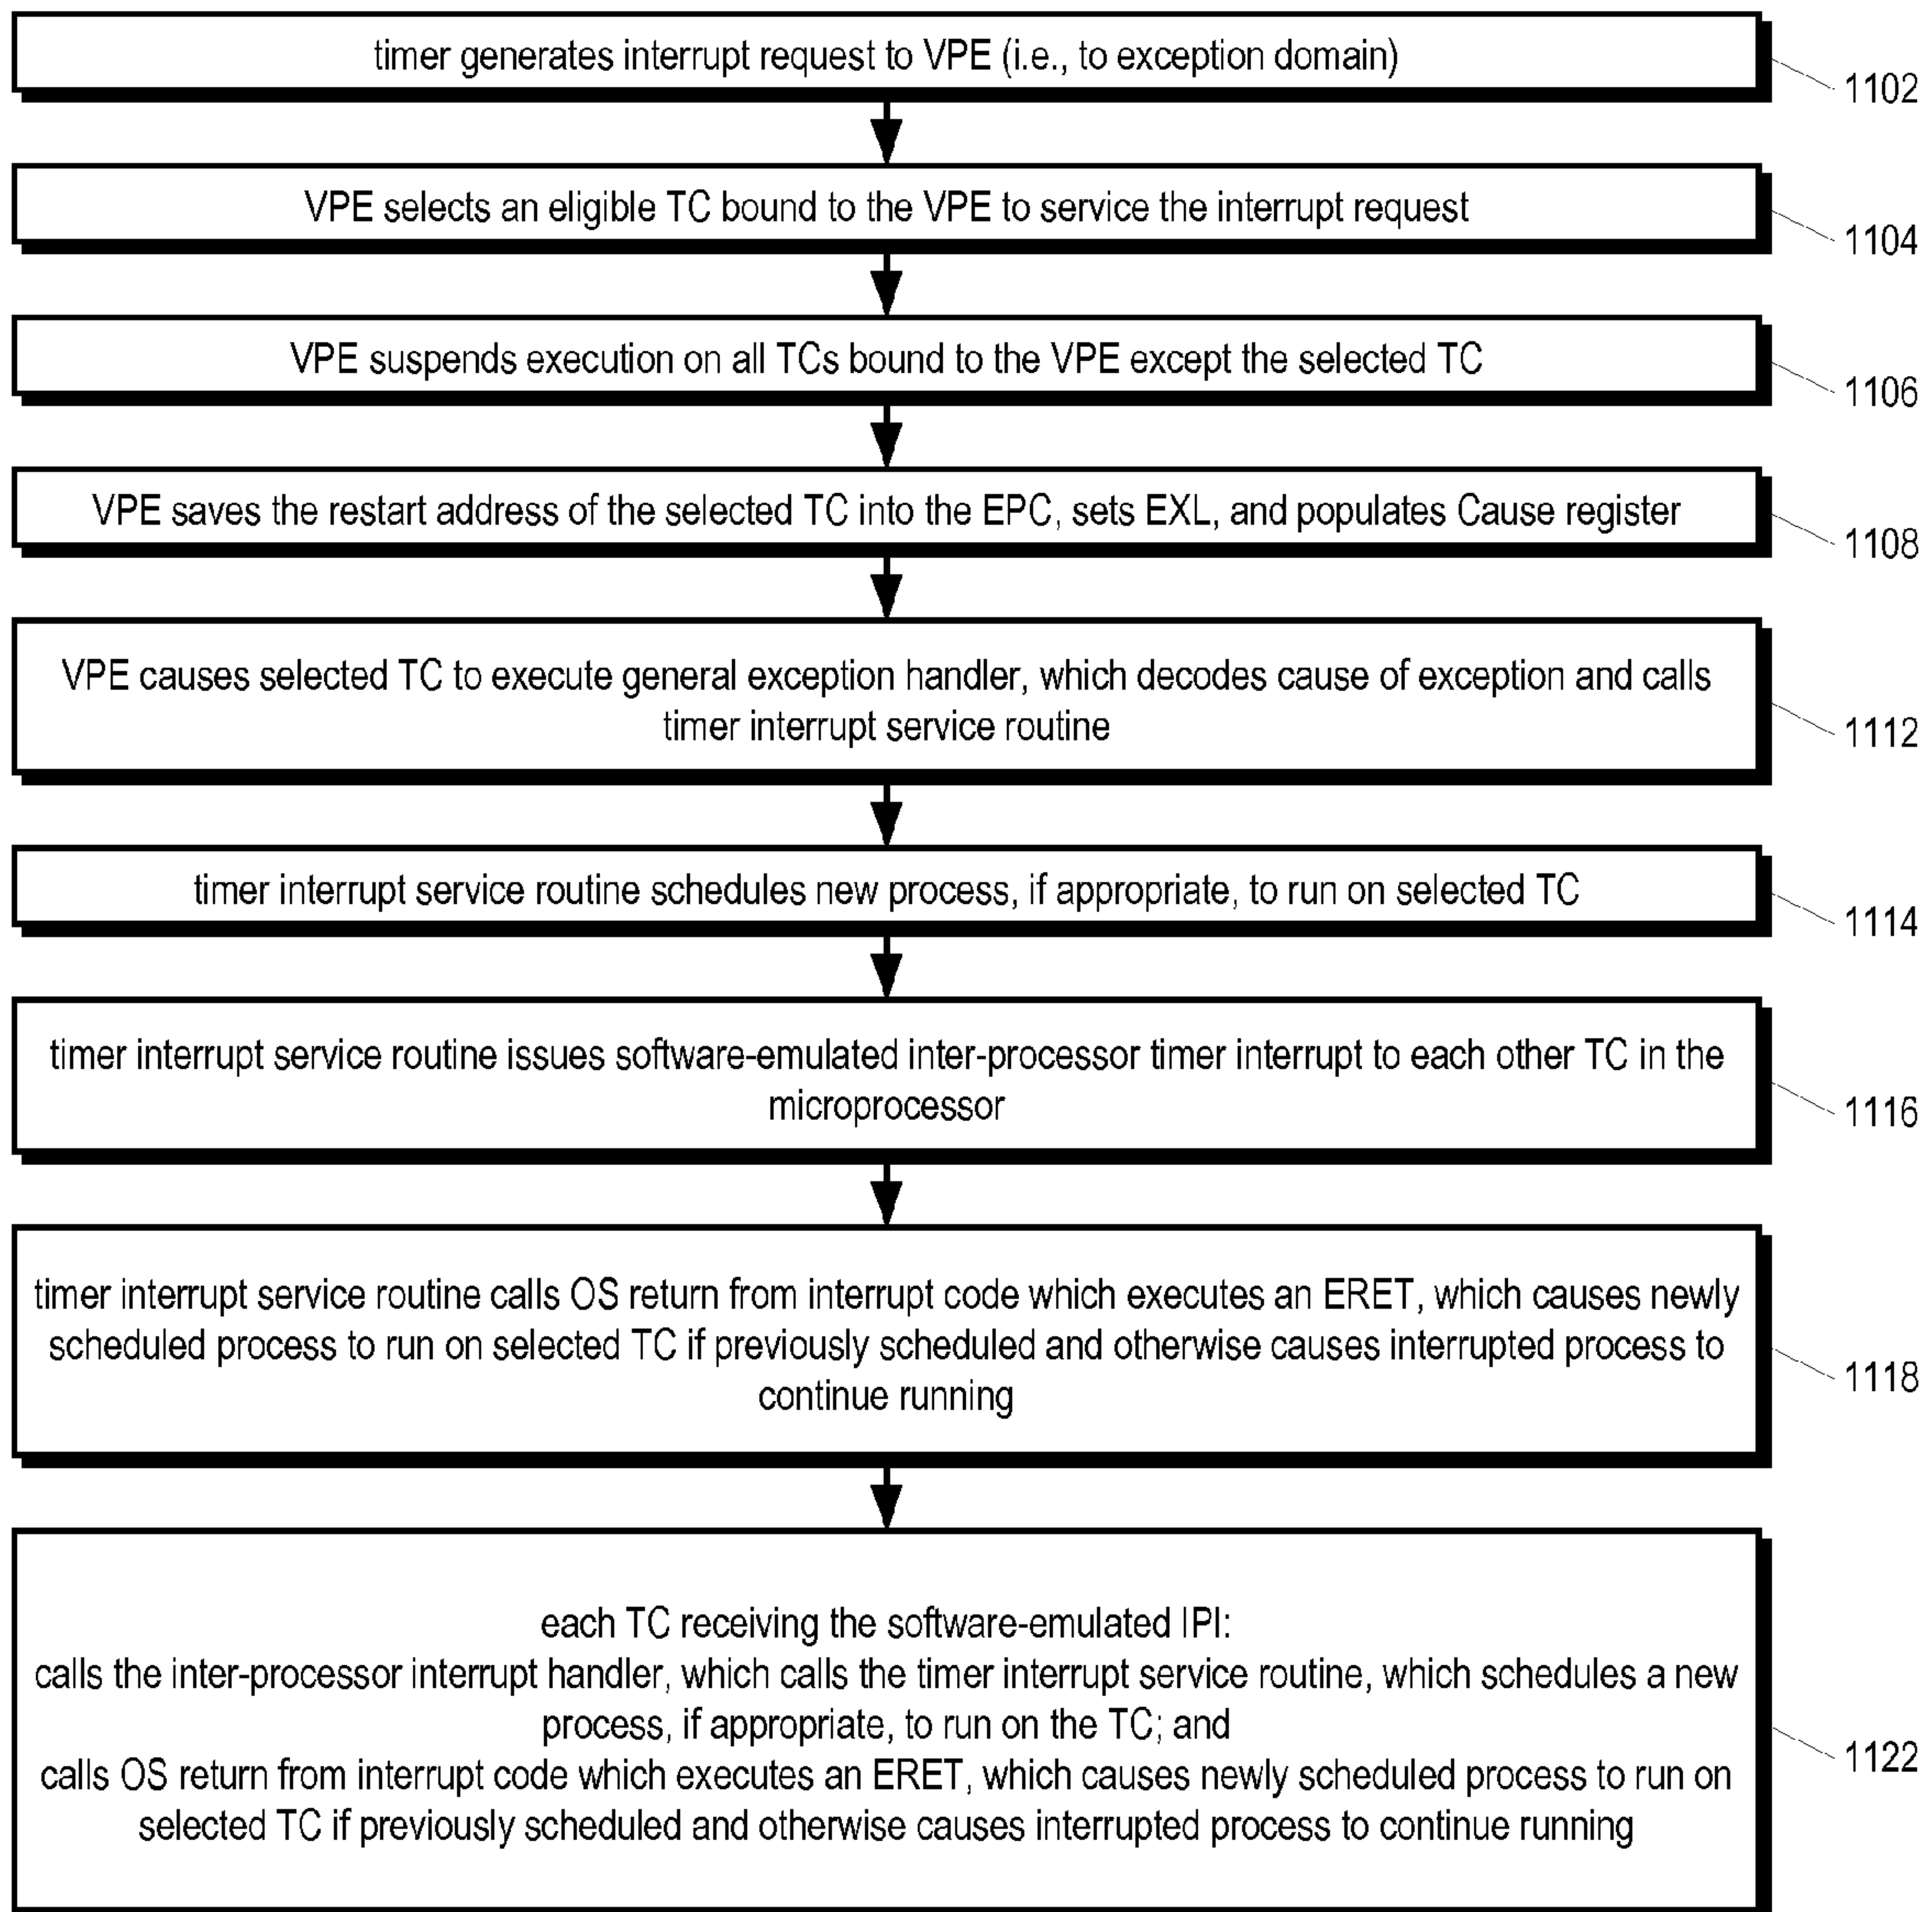 timer generates interrupt request to VPE (i.e., to exception domain)
1102
VPE selects an eligible TC bound to the VPE to service the interrupt request
1104
VPE suspends execution on all TCs bound to the VPE except the selected TC
1106
VPE saves the restart address of the selected TC into the EPC, sets EXL, and populates Cause register
1108
VPE causes selected TC to execute general exception handler, which decodes cause of exception and calls
timer interrupt service routine
1112
timer interrupt service routine schedules new process, if appropriate, to run on selected TC
1114
timer interrupt service routine issues software-emulated inter-processor timer interrupt to each other TC in the
microprocessor
1116
timer interrupt service routine calls OS return from interrupt code which executes an ERET, which causes newly
scheduled process to run on selected TC if previously scheduled and otherwise causes interrupted process to
continue running
1118
each TC receiving the software-emulated IPI:
calls the inter-processor interrupt handler, which calls the timer interrupt service routine, which schedules a new
process, if appropriate, to run on the TC; and
calls OS return from interrupt code which executes an ERET, which causes newly scheduled process to run on
selected TC if previously scheduled and otherwise causes interrupted process to continue running
1122